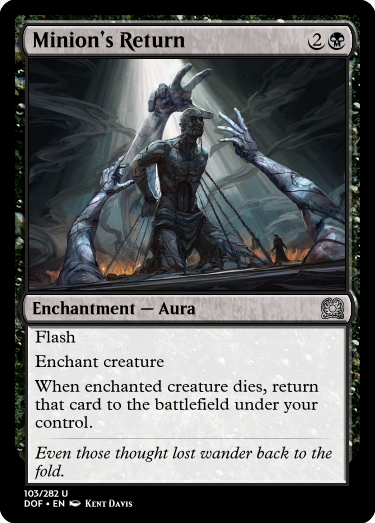 Minion's Return 2
Enchantment — Aura
Flash
Enchant creature
When enchanted creature dies, return
that card to the battlefield under your
control.
Even those thought lost wander back to the
fold.
103/282 U
DOF • EN Kent Davis